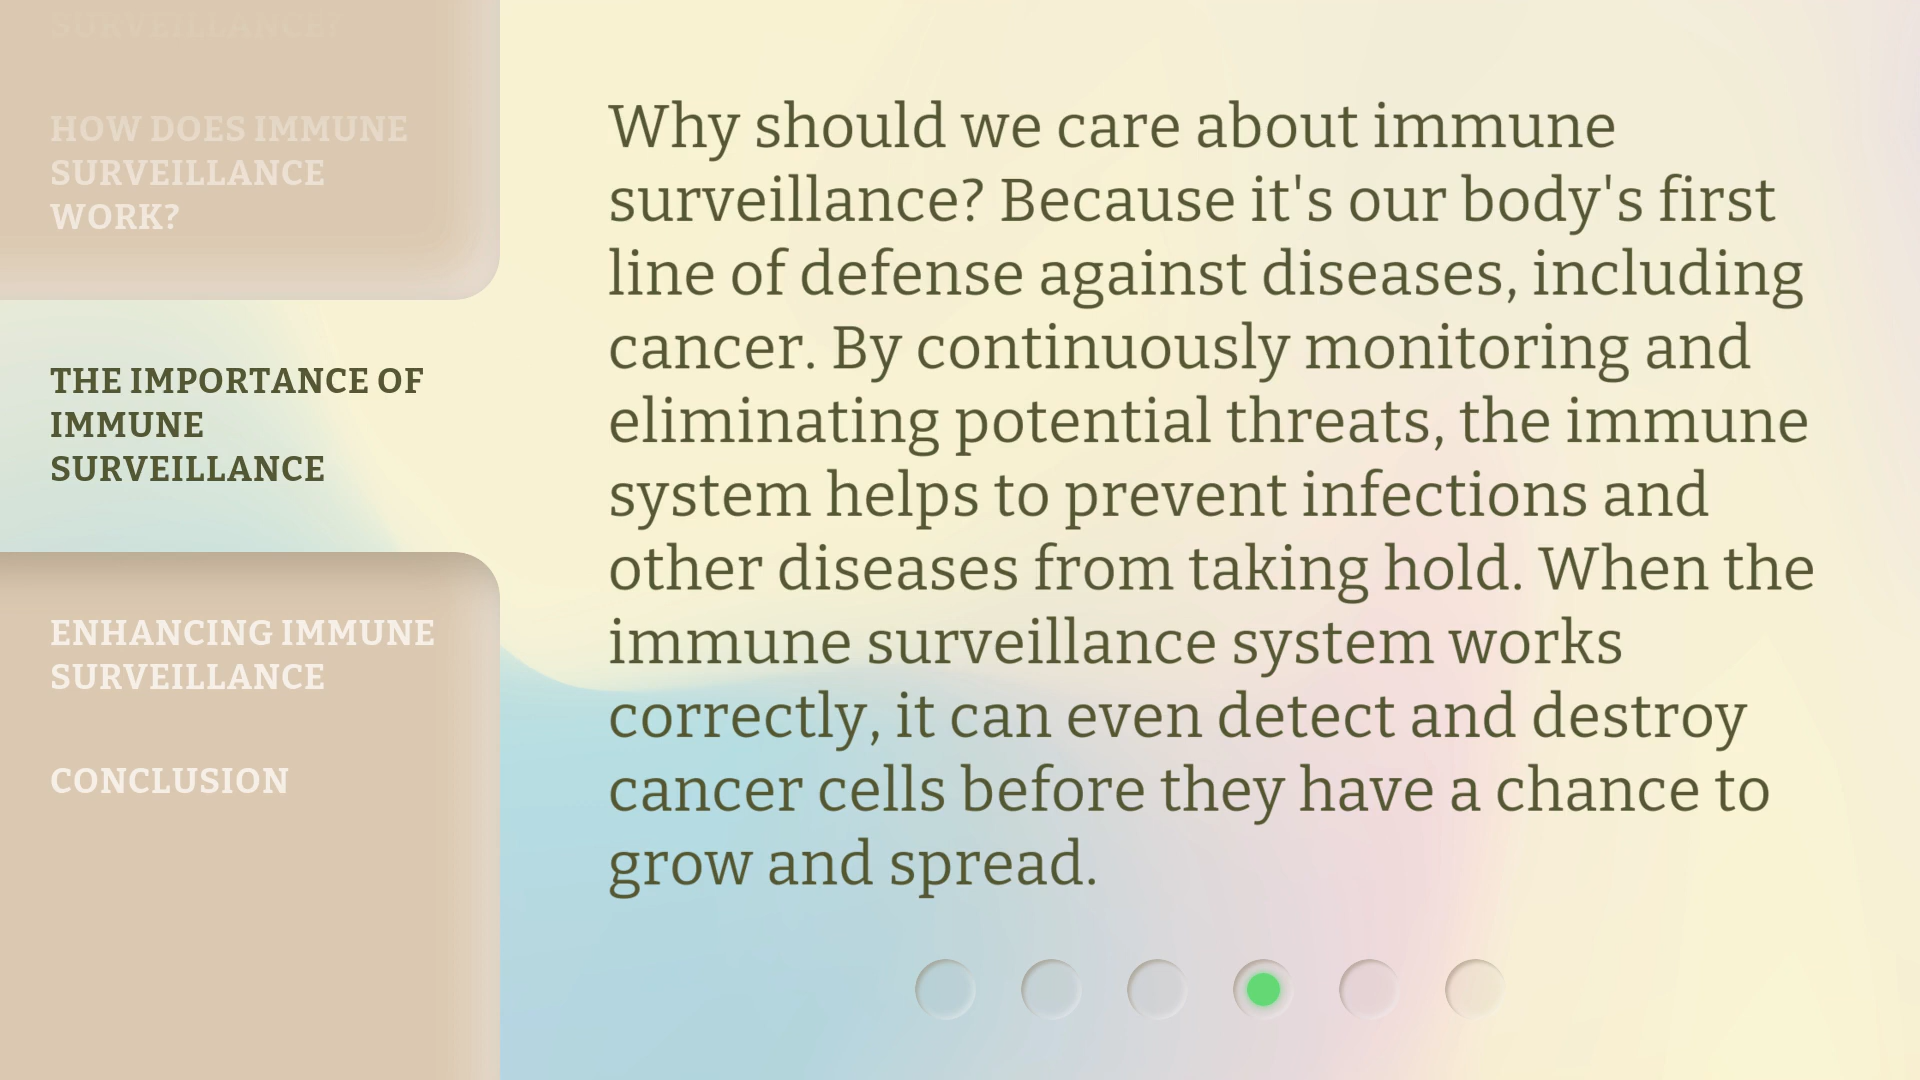 SURVEILLANCE?
HOW DOES IMMUNE
SURVEILLANCE
WORK?
THE IMPORTANCE OF
IMMUNE
SURVEILLANCE
ENHANCING IMMUNE
SURVEILLANCE
CONCLUSION
Why should we care about immune
surveillance? Because it's our body's first
line of defense against diseases, including
cancer. By continuously monitoring and
eliminating potential threats, the immune
system helps to prevent infections and
other diseases from taking hold. When the
immune surveillance system works
correctly, it can even detect and destroy
cancer cells before they have a chance to
grow and spread.